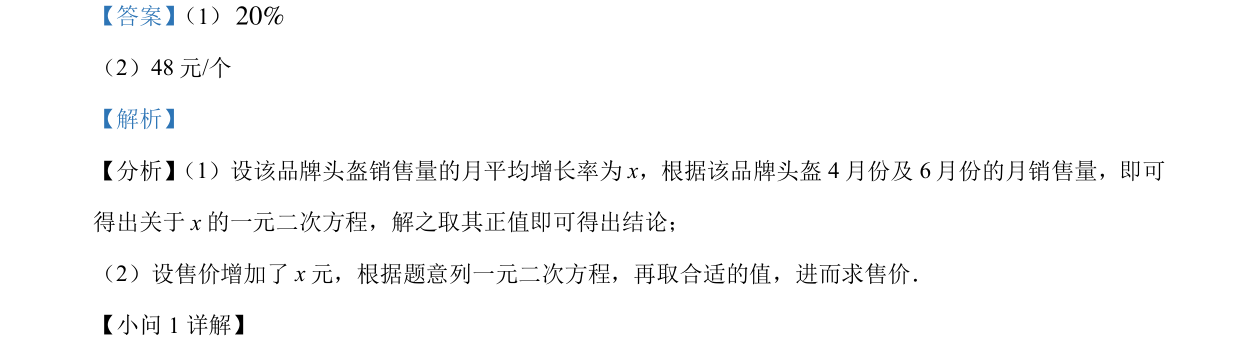 【答案】（1）20%
（2）48 元/个
【解析】
【分析】（1）设该品牌头盔销售量的月平均增长率为 x，根据该品牌头盔 4 月份及 6 月份的月销售量，即可
得出关于 x 的一元二次方程，解之取其正值即可得出结论；
（2）设售价增加了 x 元，根据题意列一元二次方程，再取合适的值，进而求售价．
【小问 1 详解】